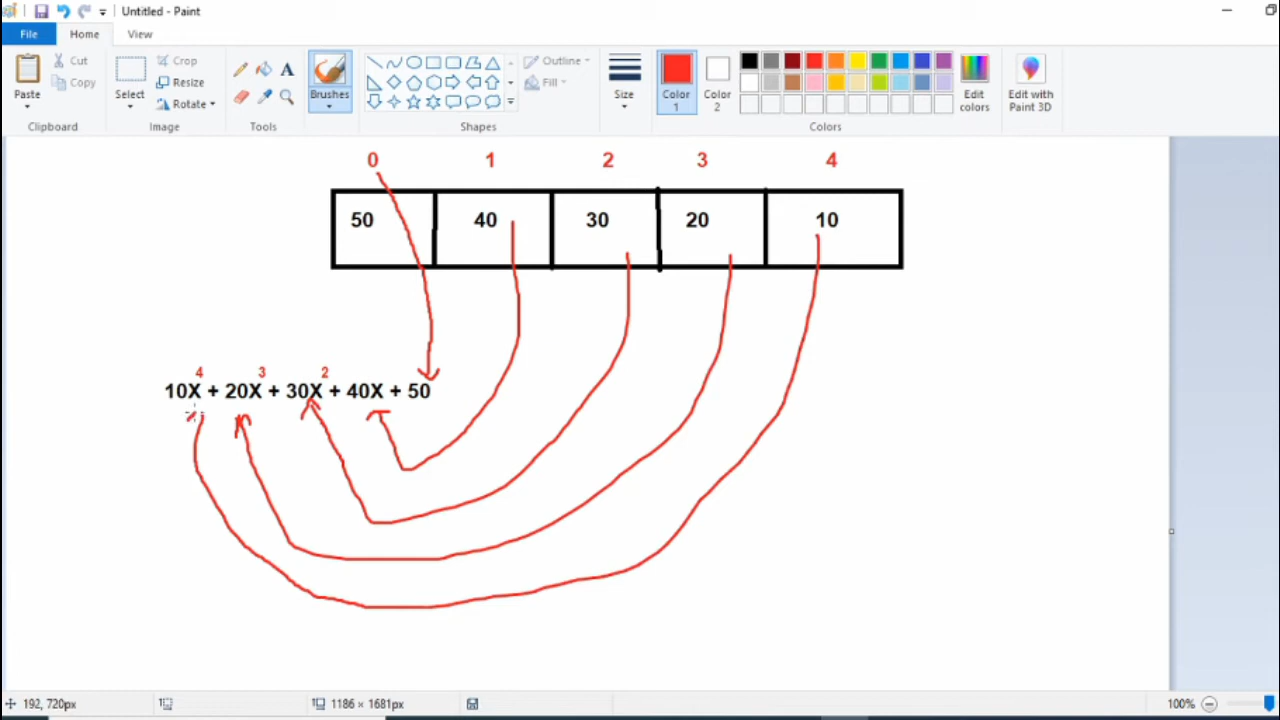 Untitled - Paint
File Home View
Paste
Cut
Copy
Clipboard
Select
Crop
Resize
Rotate
Image
A
Tools
Brushes
Outline
Fill
Shapes
Size
Color 1
Color 2
Edit colors
Colors
Edit with Paint 3D
0 1 2 3 4
50 40 30 20 10
4 3 2
10X + 20X + 30X + 40X + 50
192, 720px
1186 × 1681px
100%